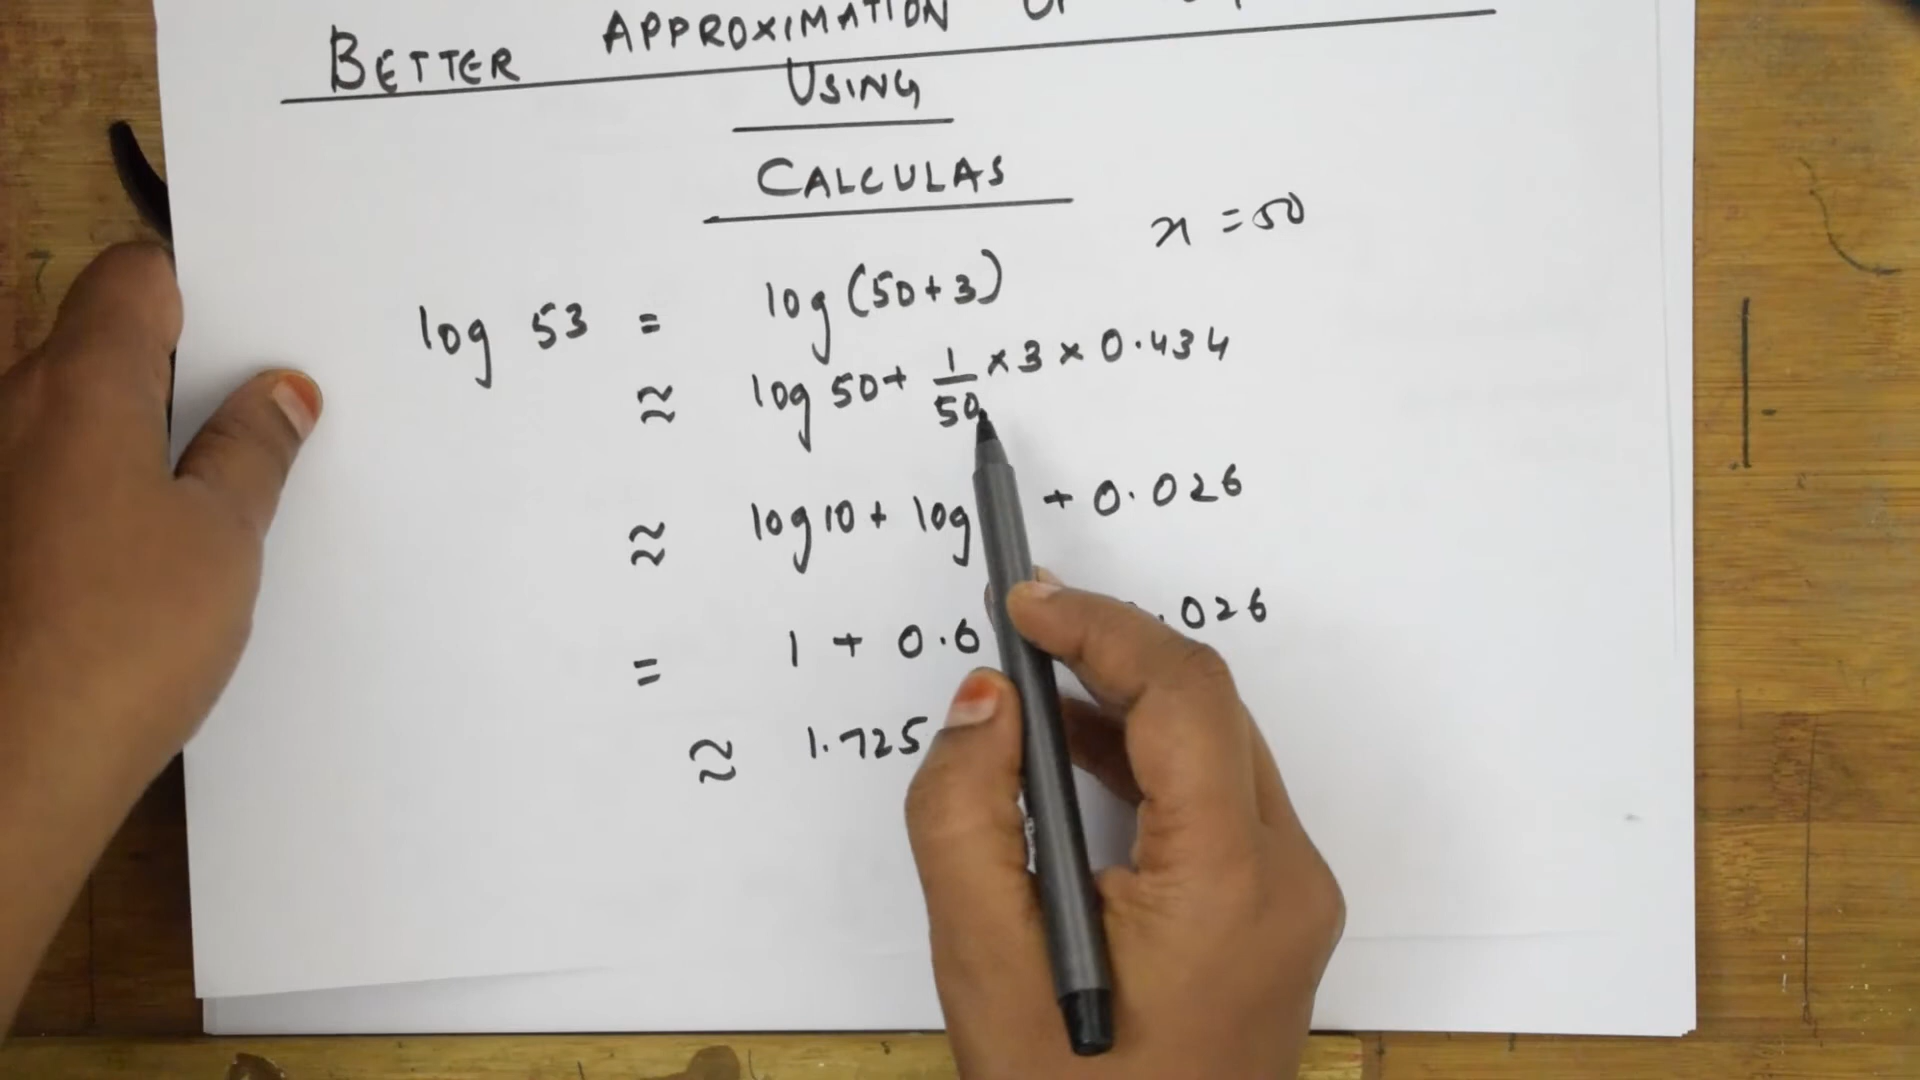 BETTER APPROXIMATION
USING
CALCULAS
x = 50
log 53 = log (50+3)
≈ log 50 + 1/50 × 3 × 0.434
≈ log 10 + log + 0.026
= 1 + 0.6 .026
≈ 1.725